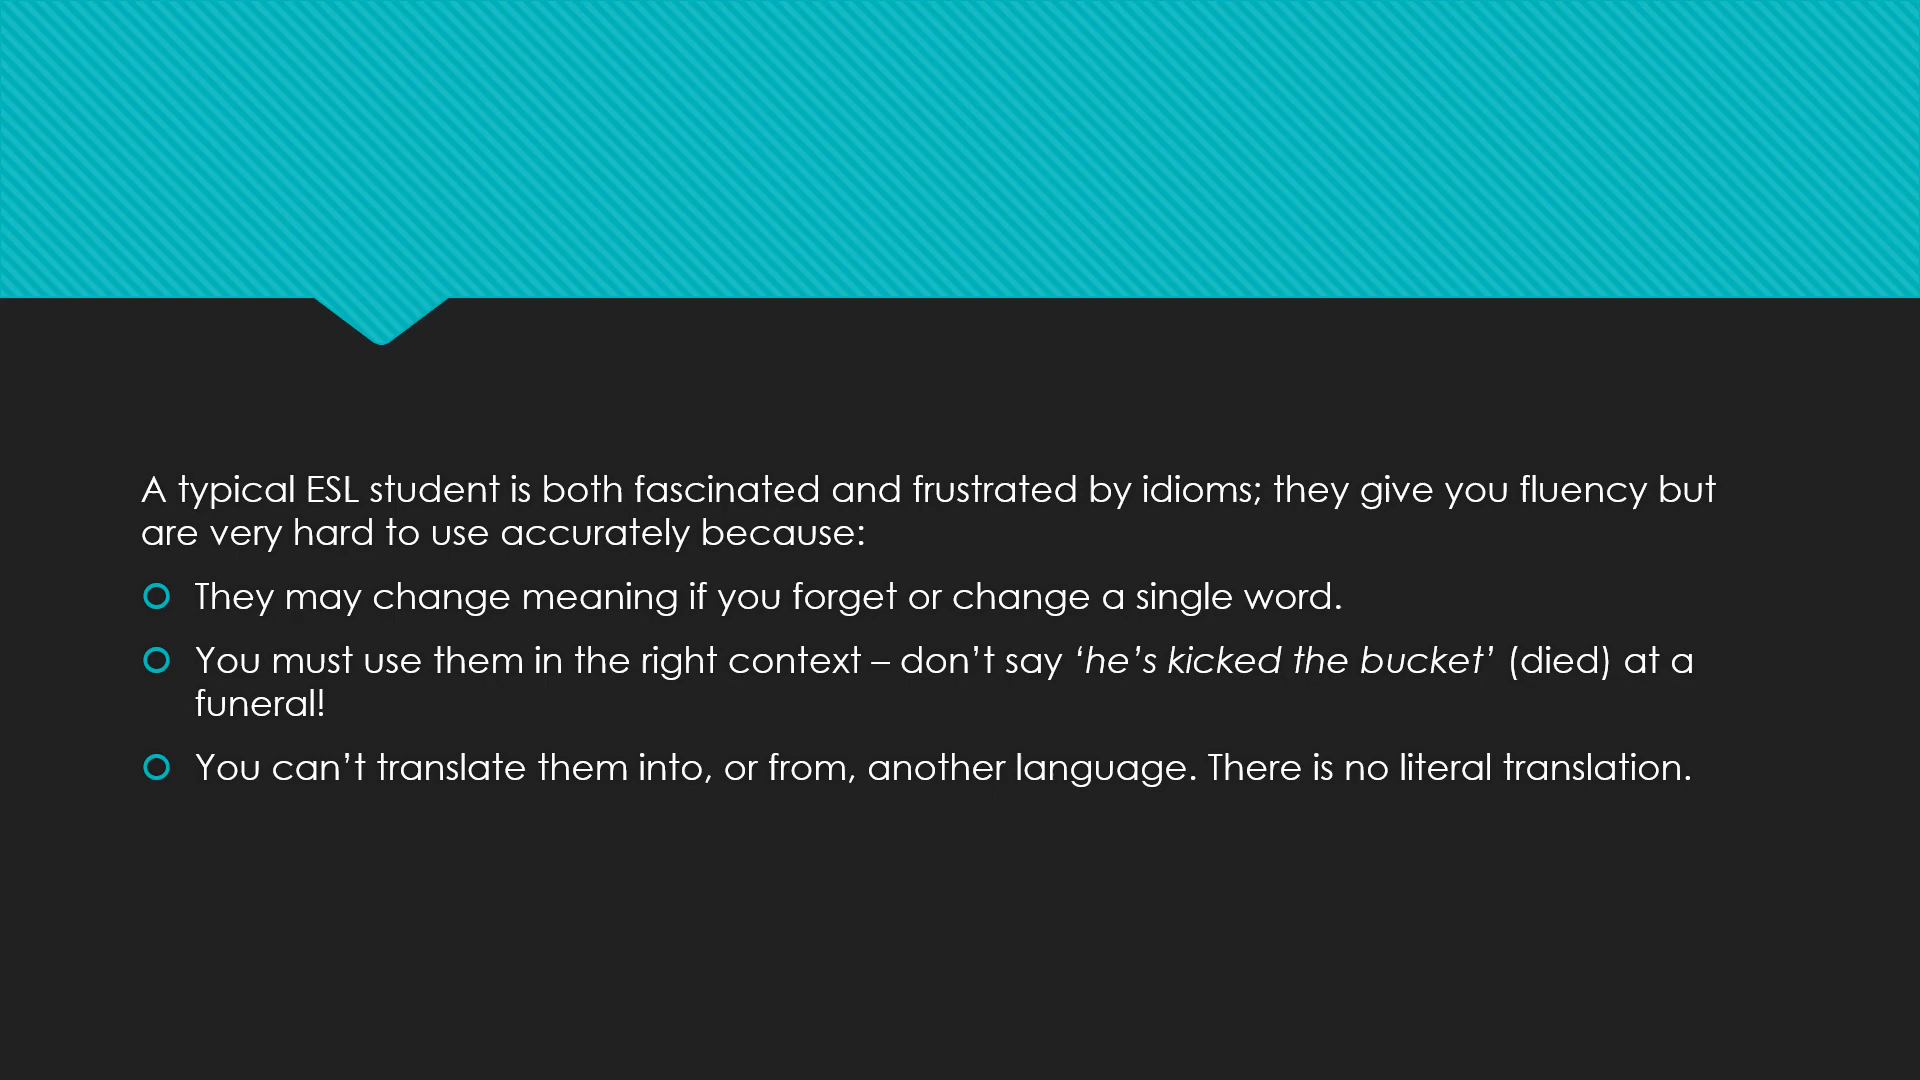 A typical ESL student is both fascinated and frustrated by idioms; they give you fluency but
are very hard to use accurately because:
They may change meaning if you forget or change a single word.
You must use them in the right context – don’t say ‘he’s kicked the bucket’ (died) at a
funeral!
You can’t translate them into, or from, another language. There is no literal translation.